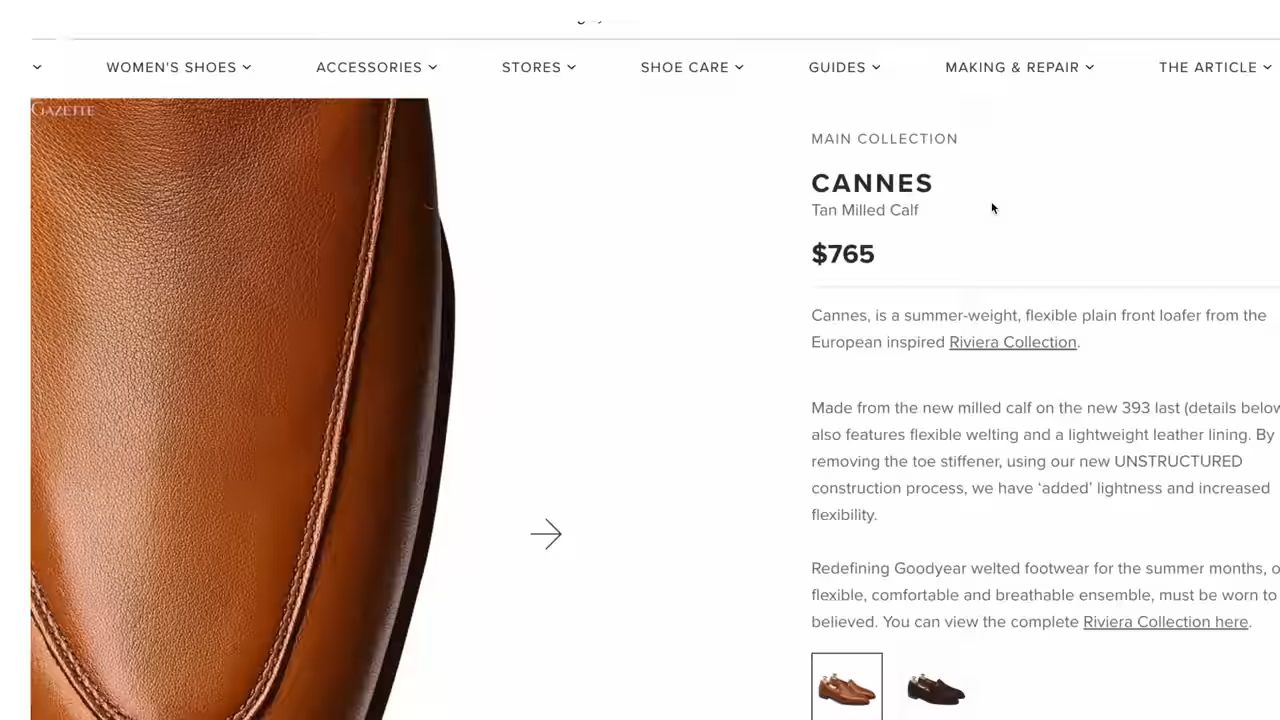 WOMEN'S SHOES
ACCESSORIES
STORES
SHOE CARE
GUIDES
MAKING & REPAIR
THE ARTICLE
GAZETTE
MAIN COLLECTION
CANNES
Tan Milled Calf
$765
Cannes, is a summer-weight, flexible plain front loafer from the
European inspired Riviera Collection.
Made from the new milled calf on the new 393 last (details below
also features flexible welting and a lightweight leather lining. By
removing the toe stiffener, using our new UNSTRUCTURED
construction process, we have ‘added’ lightness and increased
flexibility.
Redefining Goodyear welted footwear for the summer months, o
flexible, comfortable and breathable ensemble, must be worn to
believed. You can view the complete Riviera Collection here.